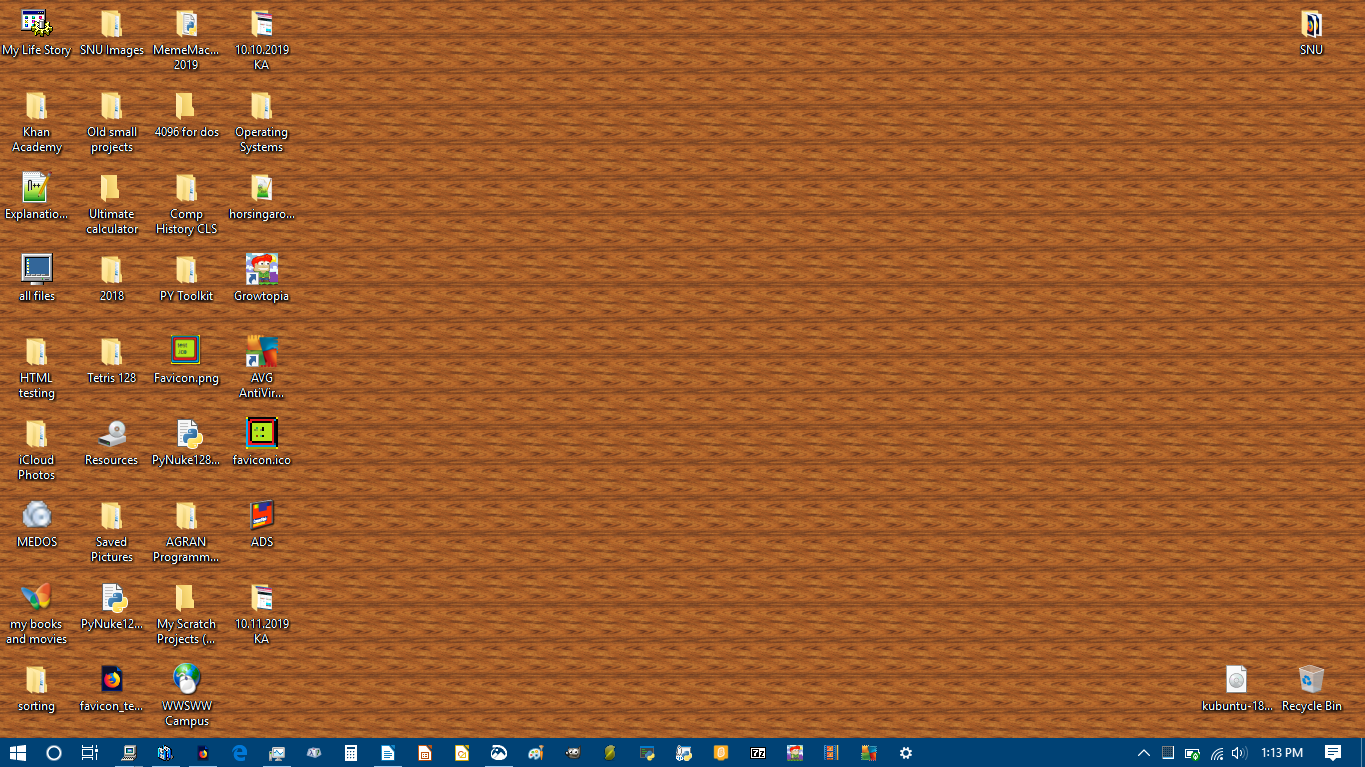 My Life Story
SNU Images
MemeMac...
2019
10.10.2019
KA
SNU
Khan
Academy
Old small
projects
4096 for dos
Operating
Systems
Explanatio...
Ultimate
calculator
Comp
History CLS
horsingaro...
all files
2018
PY Toolkit
Growtopia
HTML
testing
Tetris 128
Favicon.png
AVG
AntiVir...
iCloud
Photos
Resources
PyNuke128...
favicon.ico
MEDOS
Saved
Pictures
AGRAN
Programm...
ADS
my books
and movies
PyNuke12...
My Scratch
Projects (...
10.11.2019
KA
sorting
favicon_te...
WWSWW
Campus
kubuntu-18...
Recycle Bin
1:13 PM